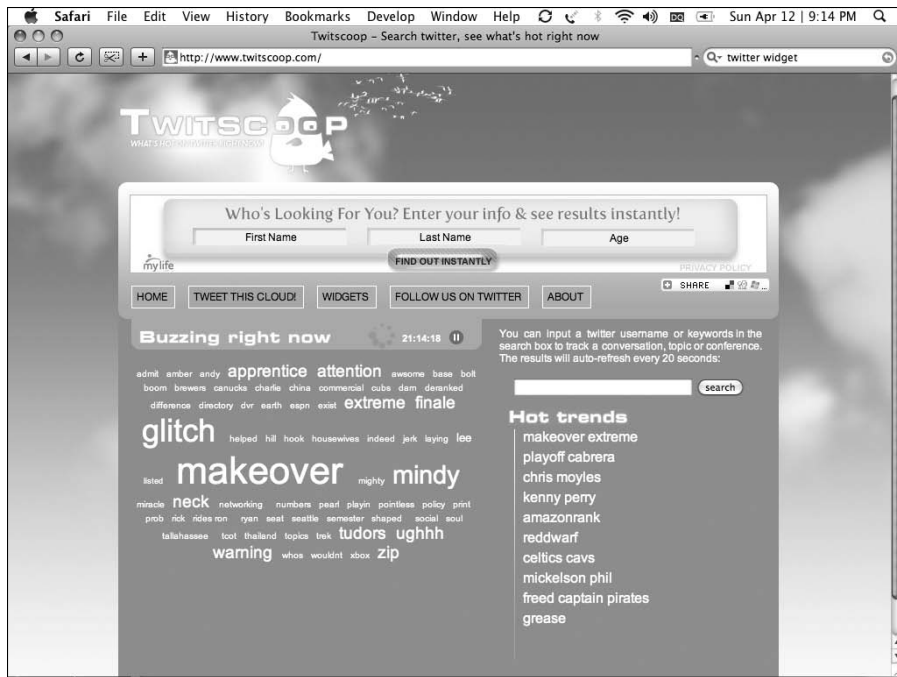 Safari File Edit View History Bookmarks Develop Window Help Sun Apr 12 | 9:14 PM
Twitscoop – Search twitter, see what's hot right now
http://www.twitscoop.com/ twitter widget
TWITSCOOP
WHAT'S HOT ON TWITTER RIGHT NOW?
Who's Looking For You? Enter your info & see results instantly!
First Name Last Name Age
FIND OUT INSTANTLY
mylife PRIVACY POLICY
SHARE
HOME TWEET THIS CLOUD! WIDGETS FOLLOW US ON TWITTER ABOUT
Buzzing right now 21:14:18
You can input a twitter username or keywords in the
search box to track a conversation, topic or conference.
The results will auto-refresh every 20 seconds:
search
admit amber andy apprentice attention awsome base bolt
boom brewers canucks charlie china commercial cubs dam deranked
difference directory dvr earth espn exist extreme finale
glitch helped hill hook housewives indeed jerk laying lee
listed makeover mighty mindy
miracle neck networking numbers pearl playin pointless policy print
prob rick rides ron ryan seat seattle semester shaped social soul
tallahassee tcot thailand topics trek tudors ughhh
warning whos wouldnt xbox zip
Hot trends
makeover extreme
playoff cabrera
chris moyles
kenny perry
amazonrank
reddwarf
celtics cavs
mickelson phil
freed captain pirates
grease